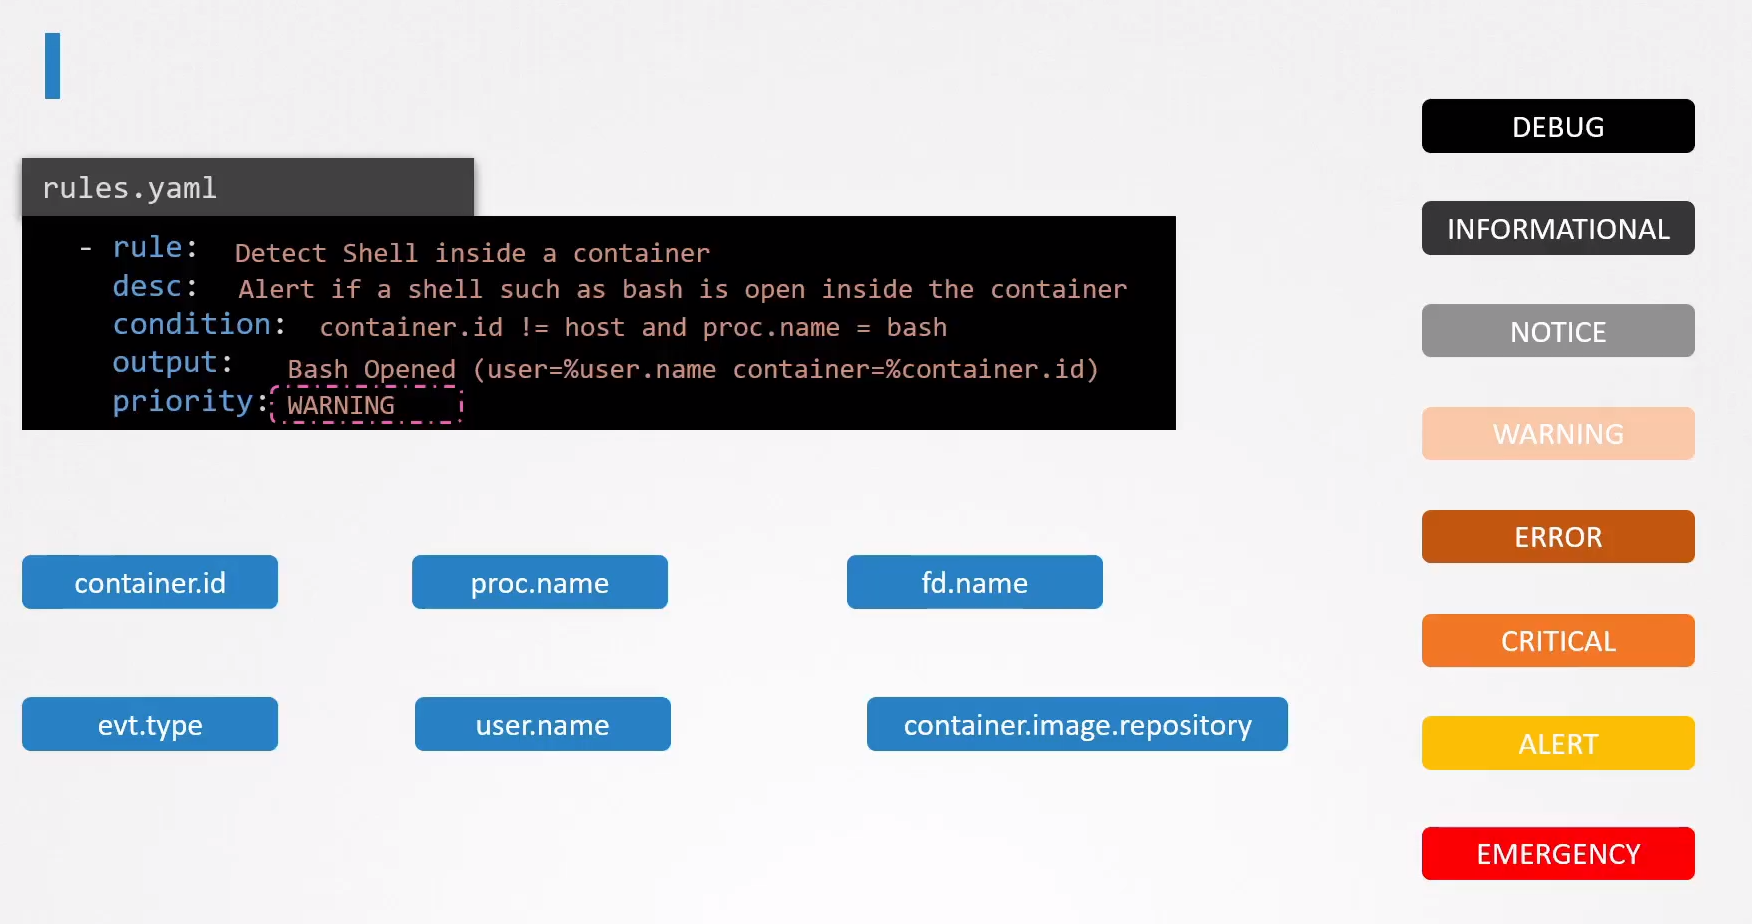 rules.yaml
- rule: Detect Shell inside a container
desc: Alert if a shell such as bash is open inside the container
condition: container.id != host and proc.name = bash
output: Bash Opened (user=%user.name container=%container.id)
priority: WARNING
container.id
proc.name
fd.name
evt.type
user.name
container.image.repository
DEBUG
INFORMATIONAL
NOTICE
WARNING
ERROR
CRITICAL
ALERT
EMERGENCY